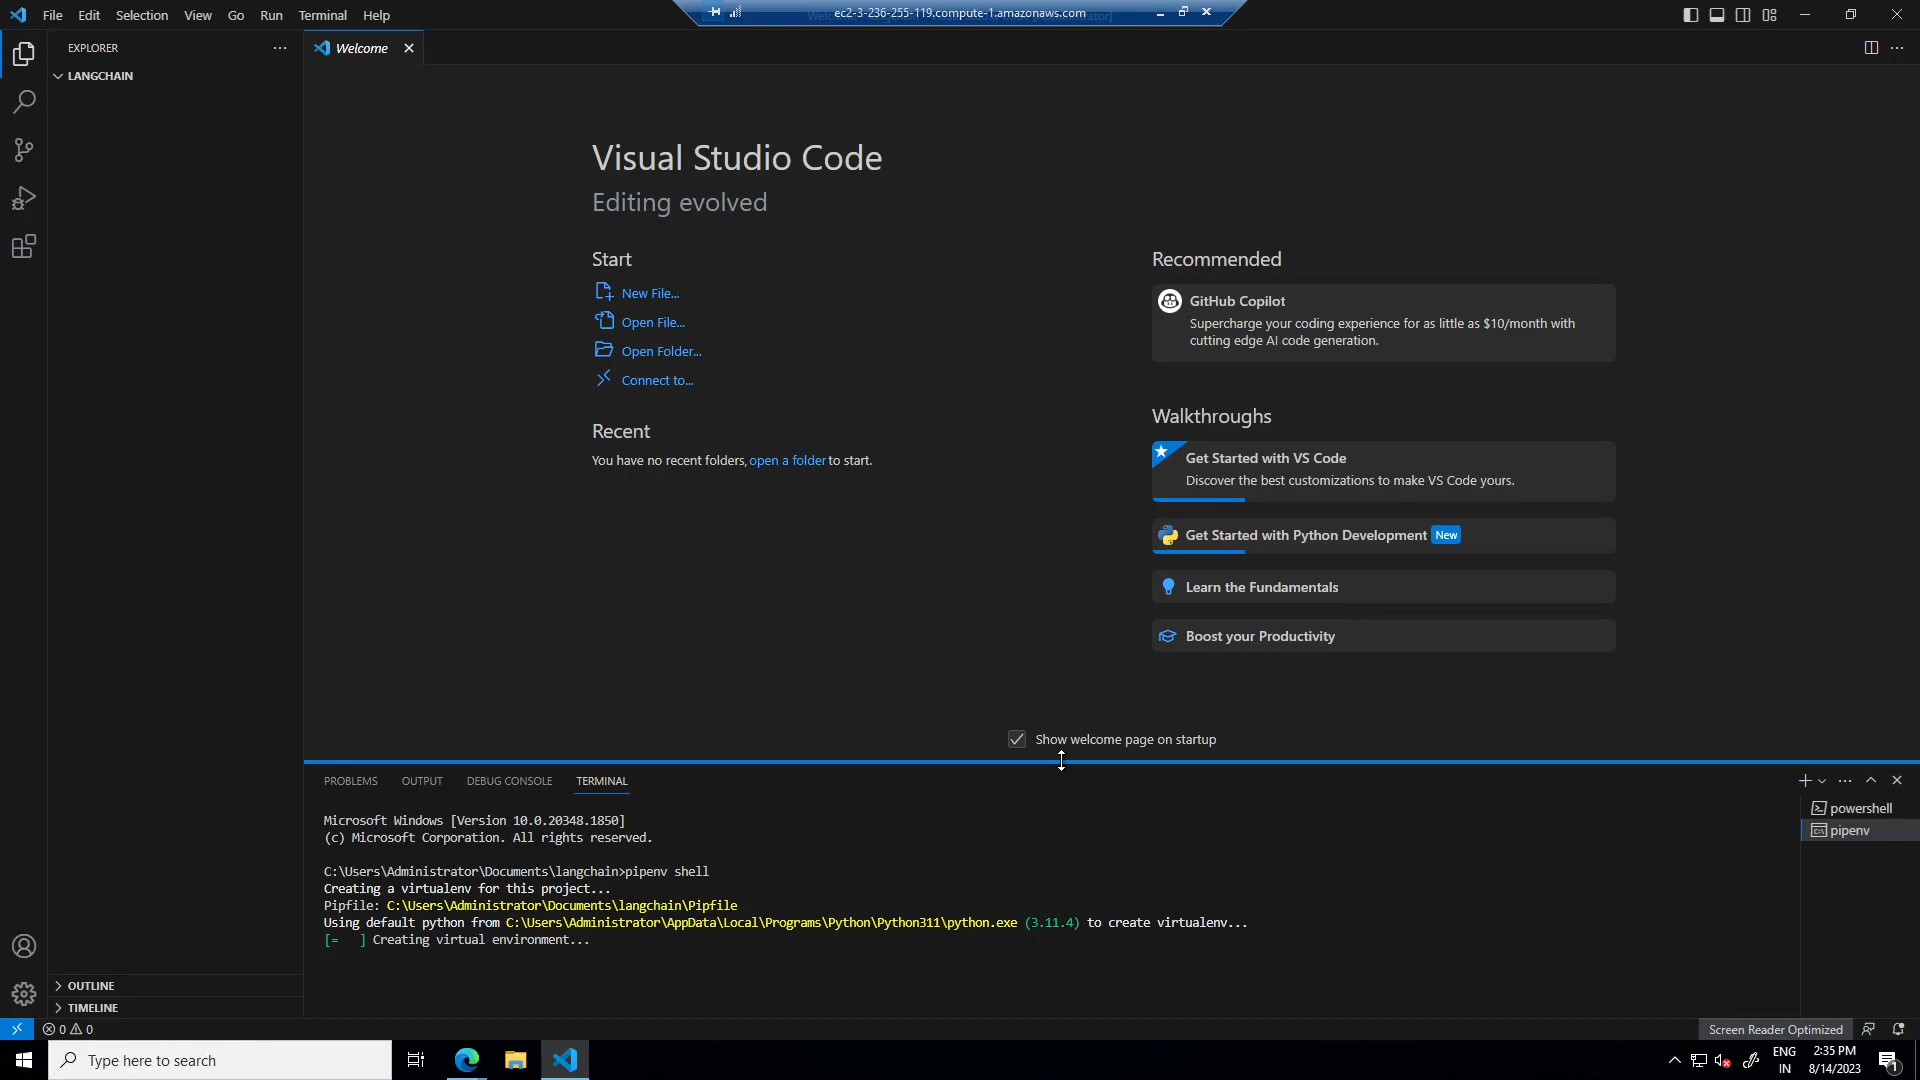 File Edit Selection View Go Run Terminal Help
ec2-3-236-255-119.compute-1.amazonaws.com
EXPLORER
Welcome
LANGCHAIN
Visual Studio Code
Editing evolved
Start
New File...
Open File...
Open Folder...
Connect to...
Recent
You have no recent folders, open a folder to start.
Recommended
GitHub Copilot
Supercharge your coding experience for as little as $10/month with
cutting edge AI code generation.
Walkthroughs
Get Started with VS Code
Discover the best customizations to make VS Code yours.
Get Started with Python Development New
Learn the Fundamentals
Boost your Productivity
Show welcome page on startup
PROBLEMS OUTPUT DEBUG CONSOLE TERMINAL
powershell
pipenv
Microsoft Windows [Version 10.0.20348.1850]
(c) Microsoft Corporation. All rights reserved.
C:\Users\Administrator\Documents\langchain>pipenv shell
Creating a virtualenv for this project...
Pipfile: C:\Users\Administrator\Documents\langchain\Pipfile
Using default python from C:\Users\Administrator\AppData\Local\Programs\Python\Python311\python.exe (3.11.4) to create virtualenv...
[=   ] Creating virtual environment...
OUTLINE
TIMELINE
0 0
Screen Reader Optimized
Type here to search
ENG
IN
2:35 PM
8/14/2023
1